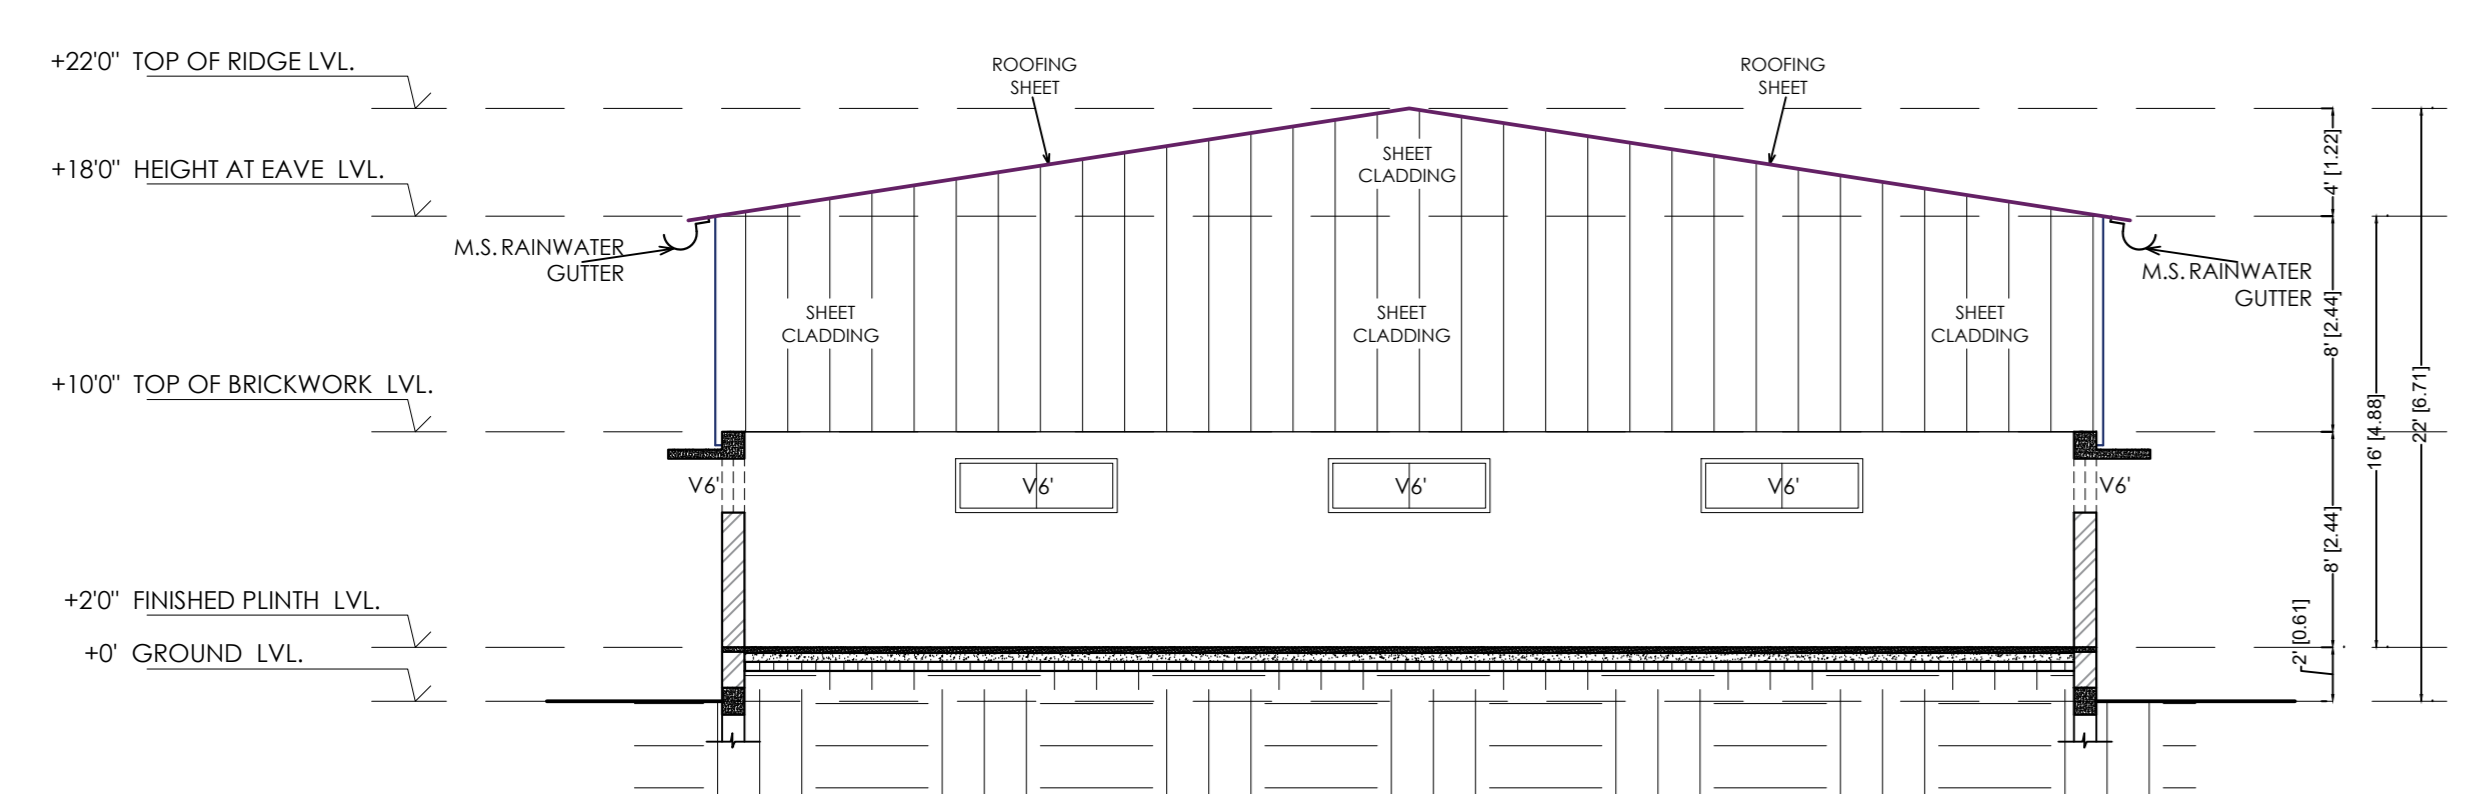 +22'0" TOP OF RIDGE LVL.
ROOFING
SHEET
ROOFING
SHEET
+18'0" HEIGHT AT EAVE LVL.
SHEET
CLADDING
4' [1.22]
M.S. RAINWATER
GUTTER
M.S. RAINWATER
GUTTER
SHEET
CLADDING
SHEET
CLADDING
SHEET
CLADDING
8' [2.44]
+10'0" TOP OF BRICKWORK LVL.
16' [4.88]
22' [6.71]
V6'
V6'
V6'
V6'
V6'
8' [2.44]
+2'0" FINISHED PLINTH LVL.
+0' GROUND LVL.
2' [0.61]